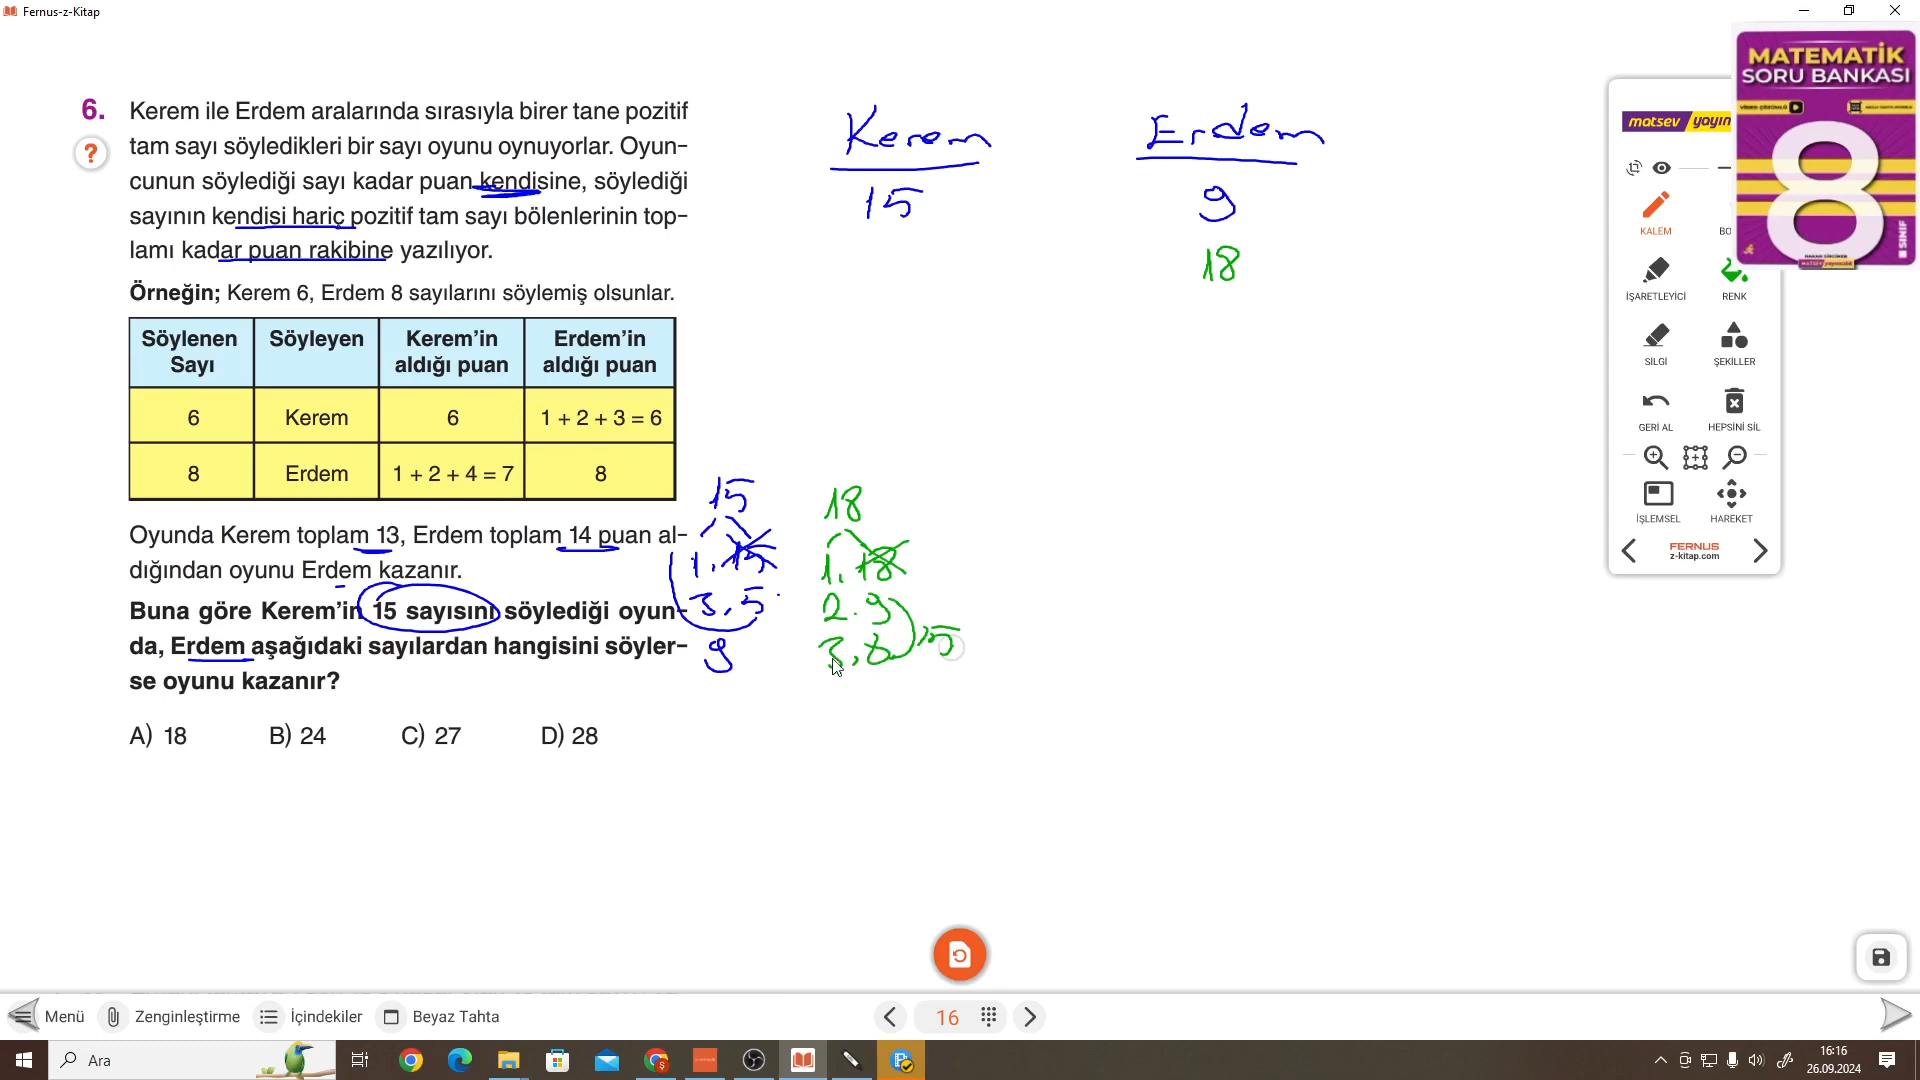 Fernus-z-Kitap
6. Kerem ile Erdem aralarında sırasıyla birer tane pozitif
tam sayı söyledikleri bir sayı oyunu oynuyorlar. Oyun-
cunun söylediği sayı kadar puan kendisine, söylediği
sayının kendisi hariç pozitif tam sayı bölenlerinin top-
lamı kadar puan rakibine yazılıyor.
Örneğin; Kerem 6, Erdem 8 sayılarını söylemiş olsunlar.
Söylenen Sayı Söyleyen Kerem'in aldığı puan Erdem'in aldığı puan
6 Kerem 6 1 + 2 + 3 = 6
8 Erdem 1 + 2 + 4 = 7 8
Oyunda Kerem toplam 13, Erdem toplam 14 puan al-
dığından oyunu Erdem kazanır.
Buna göre Kerem'in 15 sayısını söylediği oyun-
da, Erdem aşağıdaki sayılardan hangisini söyler-
se oyunu kazanır?
A) 18 B) 24 C) 27 D) 28
Kerem Erdem
15 9
18
15
1, 15
3, 5
9
18
1, 18
2. 9
3, 6
MATEMATİK
SORU BANKASI
VİDEO ÇÖZÜMLÜ
8
SINIF
matsev yayın
KALEM BO
İŞARETLEYİCİ RENK
SİLGİ ŞEKİLLER
GERİ AL HEPSİNİ SİL
İŞLEMSEL HAREKET
FERNUS
z-kitap.com
Menü Zenginleştirme İçindekiler Beyaz Tahta 16
Ara
16:16
26.09.2024